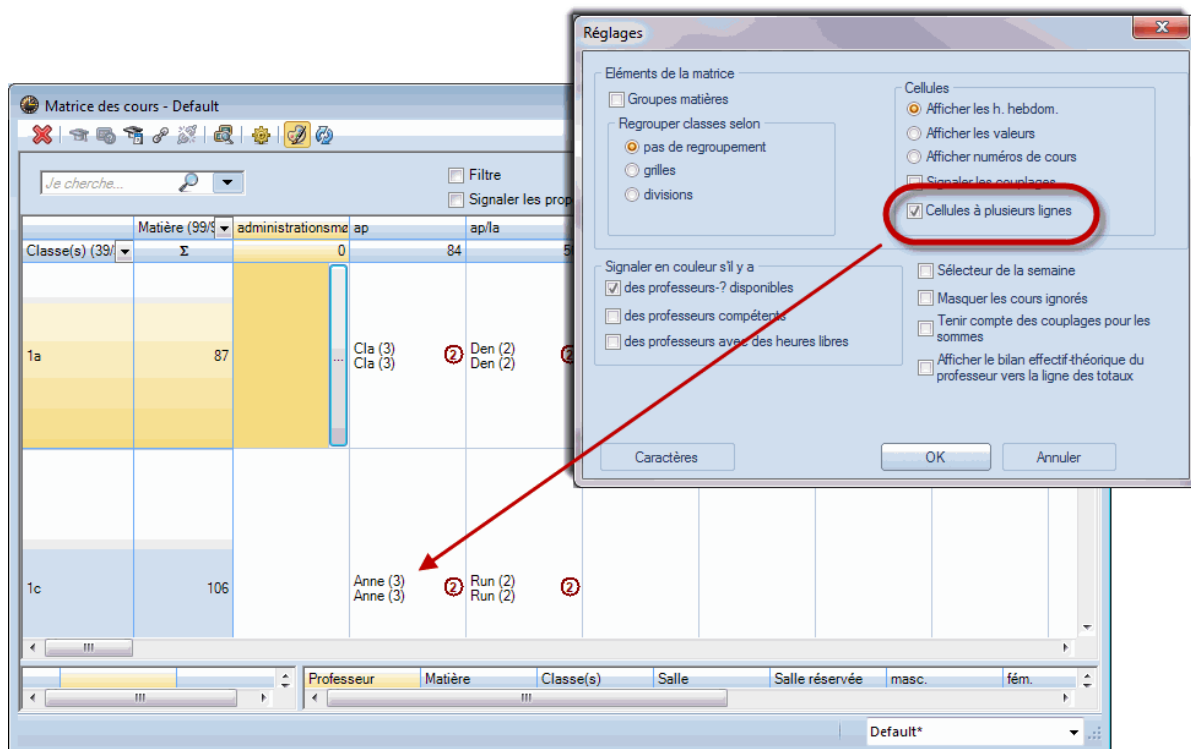 Réglages
Eléments de la matrice
Groupes matières
Regrouper classes selon
pas de regroupement
grilles
divisions
Cellules
Afficher les h. hebdom.
Afficher les valeurs
Afficher numéros de cours
Signaler les couplages
Cellules à plusieurs lignes
Signaler en couleur s'il y a
des professeurs-? disponibles
des professeurs compétents
des professeurs avec des heures libres
Sélecteur de la semaine
Masquer les cours ignorés
Tenir compte des couplages pour les
sommes
Afficher le bilan effectif-théorique du
professeur vers la ligne des totaux
Caractères
OK
Annuler
Matrice des cours - Default
Je cherche...
Filtre
Signaler les prop
Matière (99/9 administrationsmø ap ap/la
Classe(s) (39/ Σ 0 84
1a 87 ...
Cla (3) 2 Den (2)
Cla (3) Den (2)
1c 106
Anne (3) 2 Run (2) 2
Anne (3) Run (2)
Professeur Matière Classe(s) Salle Salle réservée masc. fém.
Default*